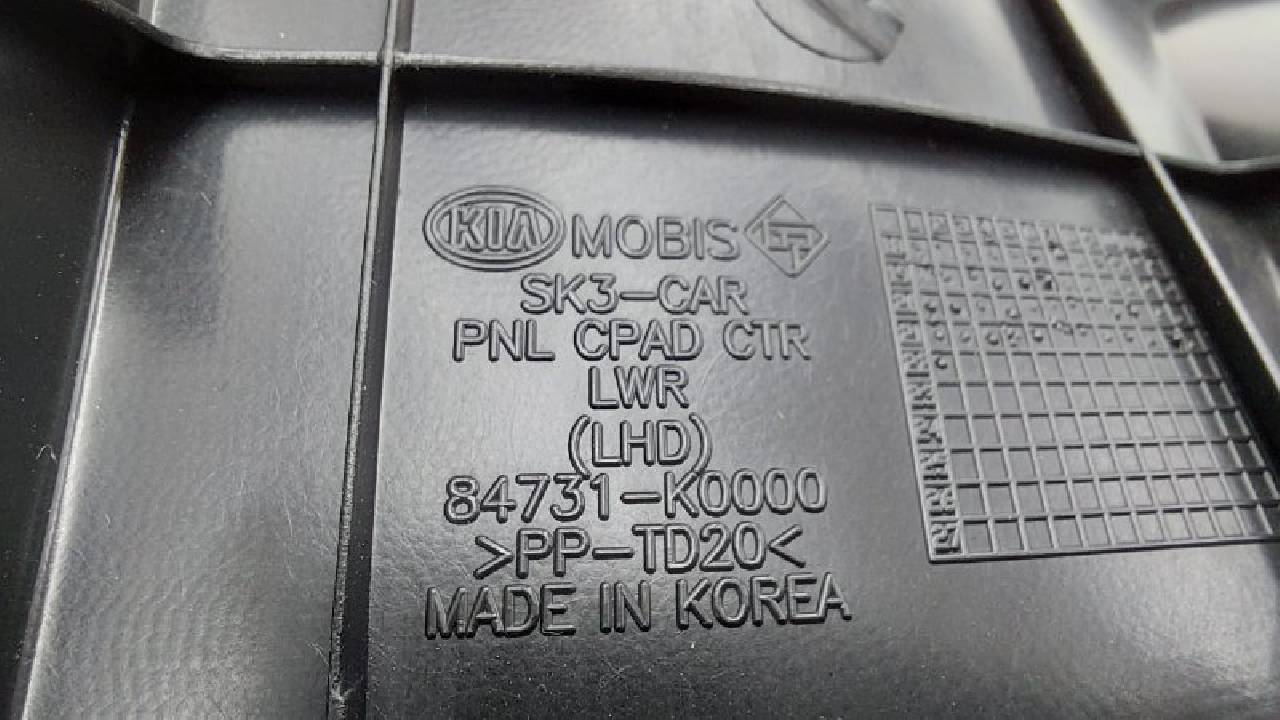 KIA MOBIS
SK3-CAR
PNL CPAD CTR
LWR
(LHD)
84731-K0000
>PP-TD20<
MADE IN KOREA